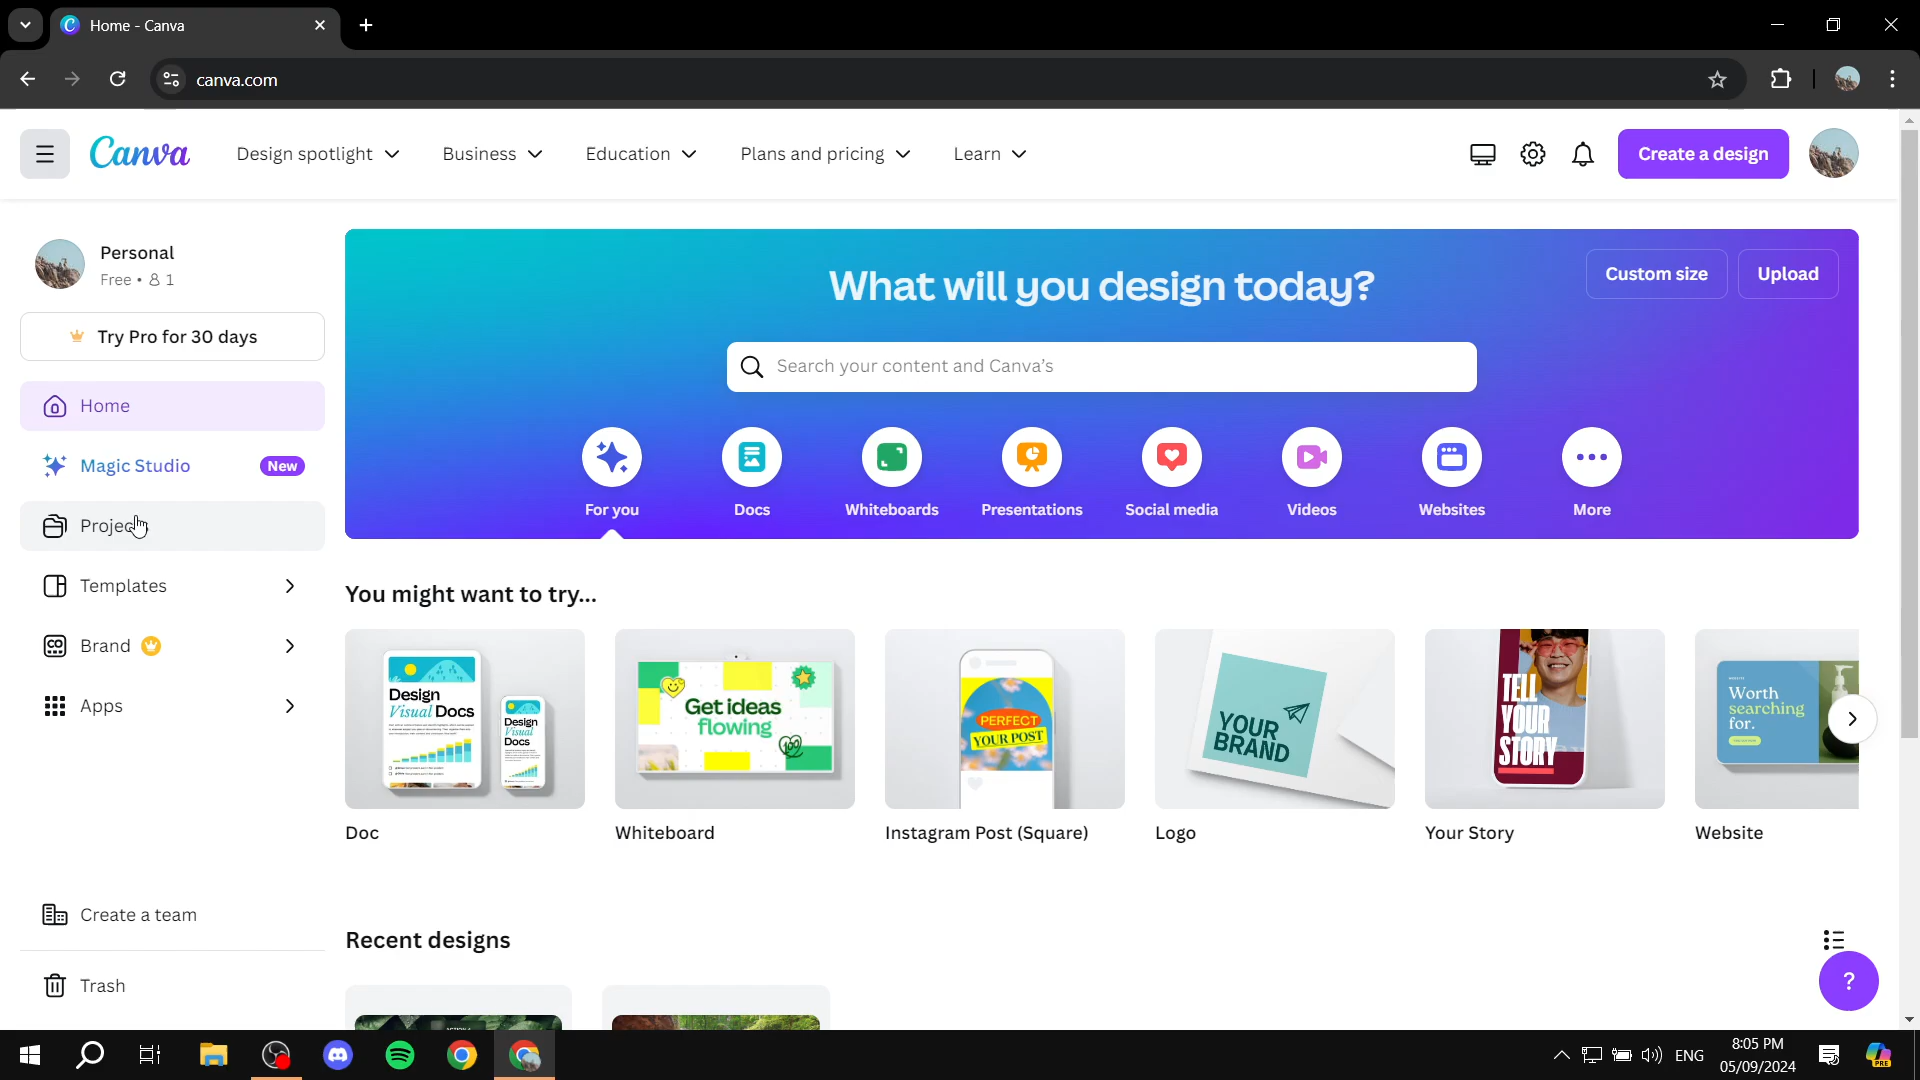 Home - Canva
canva.com
Canva
Design spotlight
Business
Education
Plans and pricing
Learn
Create a design
Personal
Free • 1
Try Pro for 30 days
Home
Magic Studio
New
Templates
Brand
Apps
Create a team
Trash
What will you design today?
Custom size
Upload
Search your content and Canva's
For you
Docs
Whiteboards
Presentations
Social media
Videos
Websites
More
You might want to try...
Design
Visual Docs
Design
Visual
Docs
Get ideas
flowing
100
PERFECT
YOUR POST
YOUR
BRAND
TELL
YOUR
STORY
Worth
searching
for.
Doc
Whiteboard
Instagram Post (Square)
Logo
Your Story
Website
Recent designs
?
ENG
8:05 PM
05/09/2024
PRE